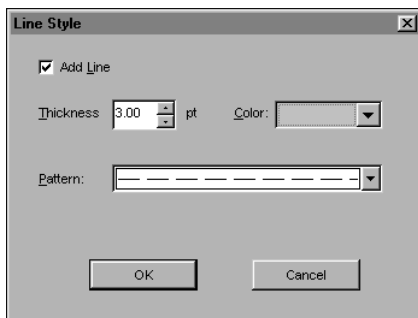 Line Style
Add Line
Thickness 3.00 pt Color:
Pattern:
OK Cancel